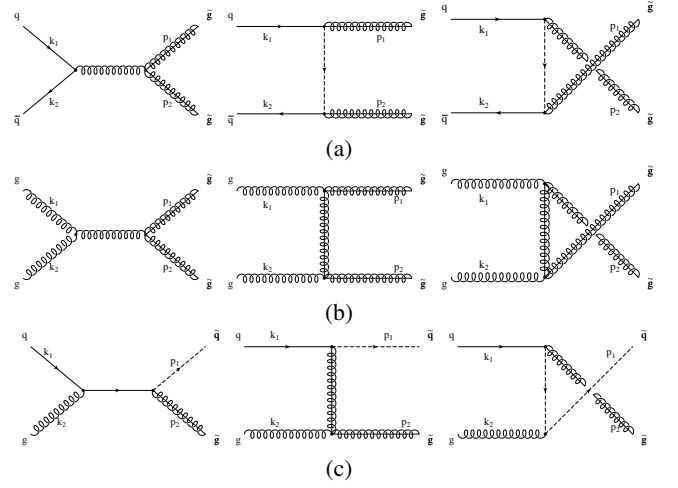 q g̃ q g̃ q g̃
k₁ p₁ k₁ p₁ k₁ p₁
k₂ p₂ k₂ p₂ k₂ p₂
q̄ g̃ q̄ g̃ q̄ g̃
(a)
g g̃ g g̃ g g̃
k₁ p₁ k₁ p₁ k₁ p₁
k₂ p₂ k₂ p₂ k₂ p₂
g g̃ g g̃ g g̃
(b)
q q̃ q q̃ q q̃
k₁ p₁ k₁ p₁ k₁ p₁
k₂ p₂ k₂ p₂ k₂ p₂
g g̃ g g̃ g g̃
(c)